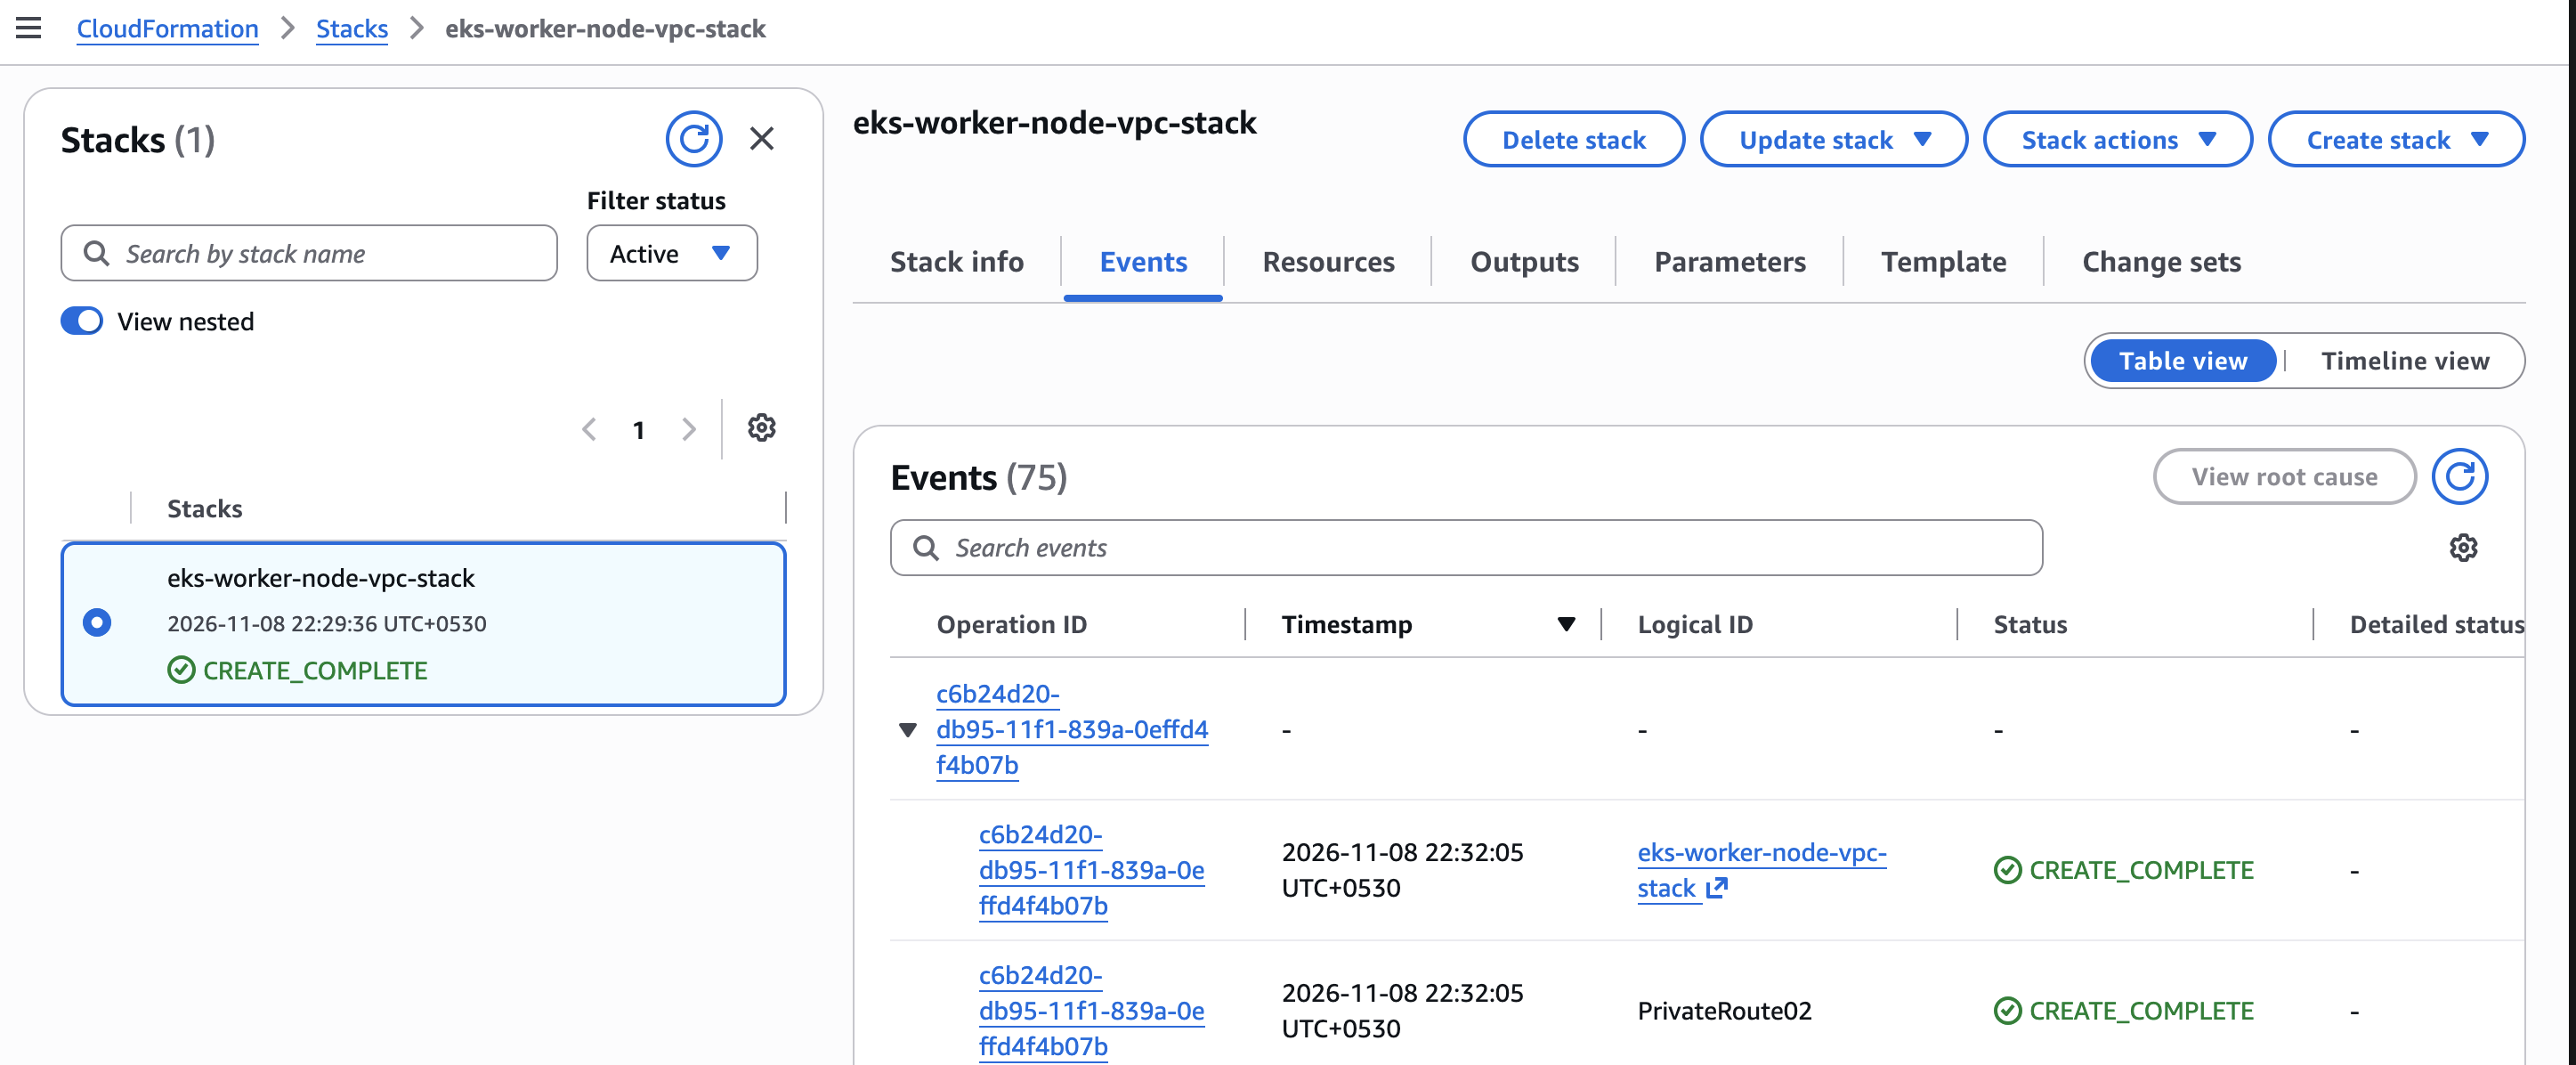 CloudFormation > Stacks > eks-worker-node-vpc-stack
Stacks (1)
Filter status
Search by stack name
Active
View nested
1
Stacks
eks-worker-node-vpc-stack
2026-11-08 22:29:36 UTC+0530
CREATE_COMPLETE
eks-worker-node-vpc-stack
Delete stack
Update stack
Stack actions
Create stack
Stack info
Events
Resources
Outputs
Parameters
Template
Change sets
Table view
Timeline view
Events (75)
View root cause
Search events
Operation ID
Timestamp
Logical ID
Status
Detailed status
c6b24d20-
db95-11f1-839a-0effd4
f4b07b
-
-
-
-
c6b24d20-
db95-11f1-839a-0e
ffd4f4b07b
2026-11-08 22:32:05
UTC+0530
eks-worker-node-vpc-
stack
CREATE_COMPLETE
-
c6b24d20-
db95-11f1-839a-0e
ffd4f4b07b
2026-11-08 22:32:05
UTC+0530
PrivateRoute02
CREATE_COMPLETE
-